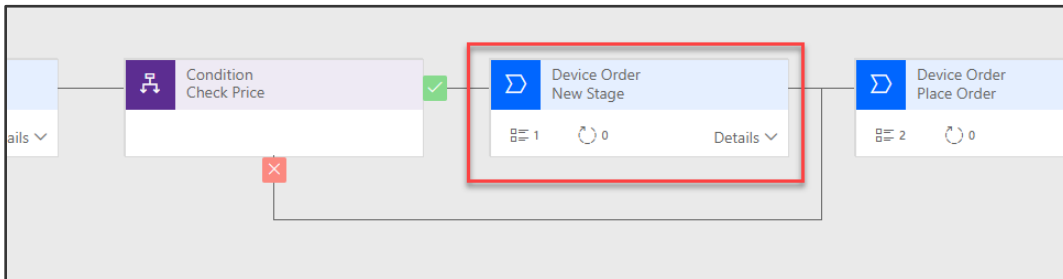 ails
Condition
Check Price
Device Order
New Stage
1
0
Details
Device Order
Place Order
2
0